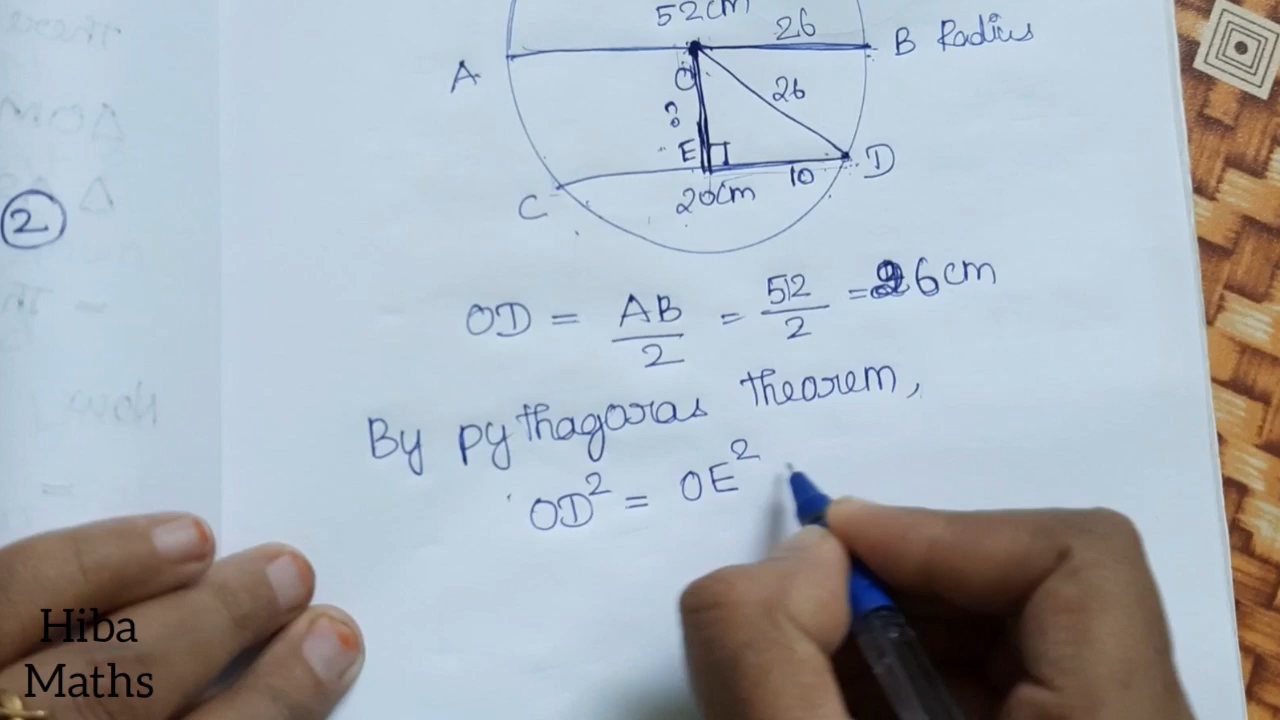 52cm
26
A
B Radius
O
26
?
E
D
10
20cm
C
2
OD = AB/2 = 52/2 = 26cm
By pythagoras theorem,
OD² = OE²
Hiba
Maths